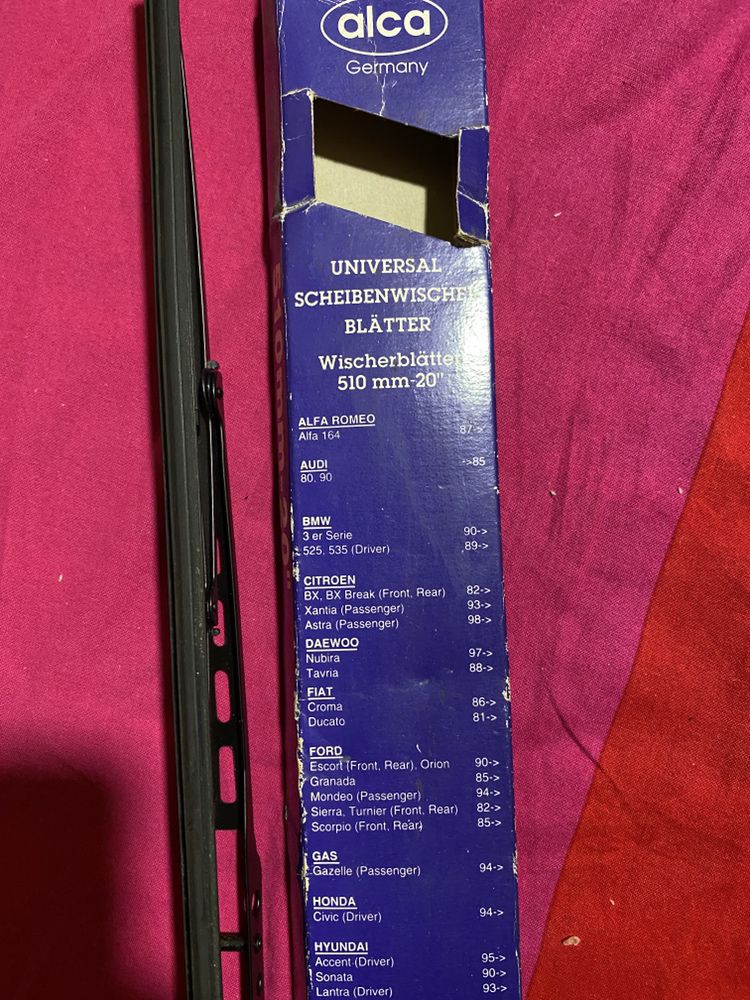 alca
Germany
UNIVERSAL
SCHEIBENWISCHE
BLÄTTER
Wischerblätter
510 mm-20"
ALFA ROMEO
Alfa 164 87->
AUDI ->85
80, 90
BMW
3 er Serie 90->
525, 535 (Driver) 89->
CITROEN
BX, BX Break (Front, Rear) 82->
Xantia (Passenger) 93->
Astra (Passenger) 98->
DAEWOO
Nubira 97->
Tavria 88->
FIAT
Croma 86->
Ducato 81->
FORD
Escort (Front, Rear), Orion 90->
Granada 85->
Mondeo (Passenger) 94->
Sierra, Turnier (Front, Rear) 82->
Scorpio (Front, Rear) 85->
GAS
Gazelle (Passenger) 94->
HONDA
Civic (Driver) 94->
HYUNDAI
Accent (Driver) 95->
Sonata 90->
Lantra (Driver) 93->